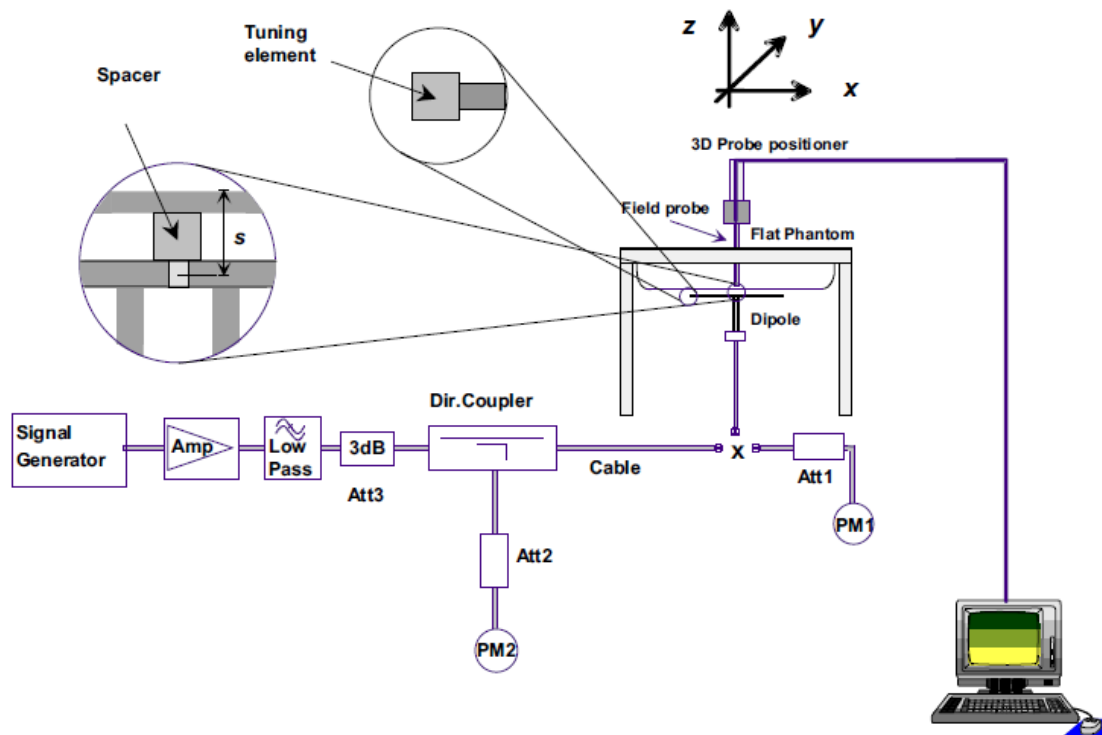 Tuning
element
Spacer
z
y
x
3D Probe positioner
Field probe
Flat Phantom
s
Dipole
Dir.Coupler
Signal
Generator
Amp
Low
Pass
3dB
Att3
Cable
x
Att1
PM1
Att2
PM2